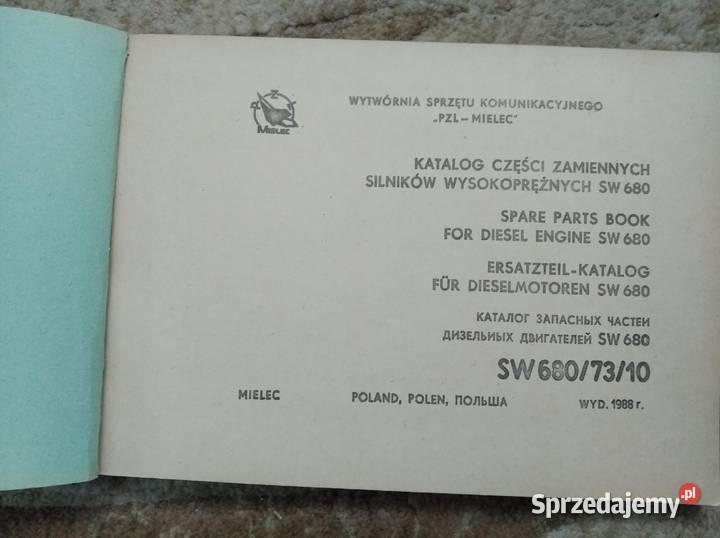 PZL
MIELEC
WYTWÓRNIA SPRZĘTU KOMUNIKACYJNEGO
„PZL – MIELEC"
KATALOG CZĘŚCI ZAMIENNYCH
SILNIKÓW WYSOKOPRĘŻNYCH SW 680
SPARE PARTS BOOK
FOR DIESEL ENGINE SW 680
ERSATZTEIL-KATALOG
FÜR DIESELMOTOREN SW 680
КАТАЛОГ ЗАПАСНЫХ ЧАСТЕИ
ДИЗЕЛЬНЫХ ДВИГАТЕЛЕЙ SW 680
SW 680/73/10
MIELEC POLAND, POLEN, ПОЛЬША WYD. 1988 r.
Sprzedajemy.pl